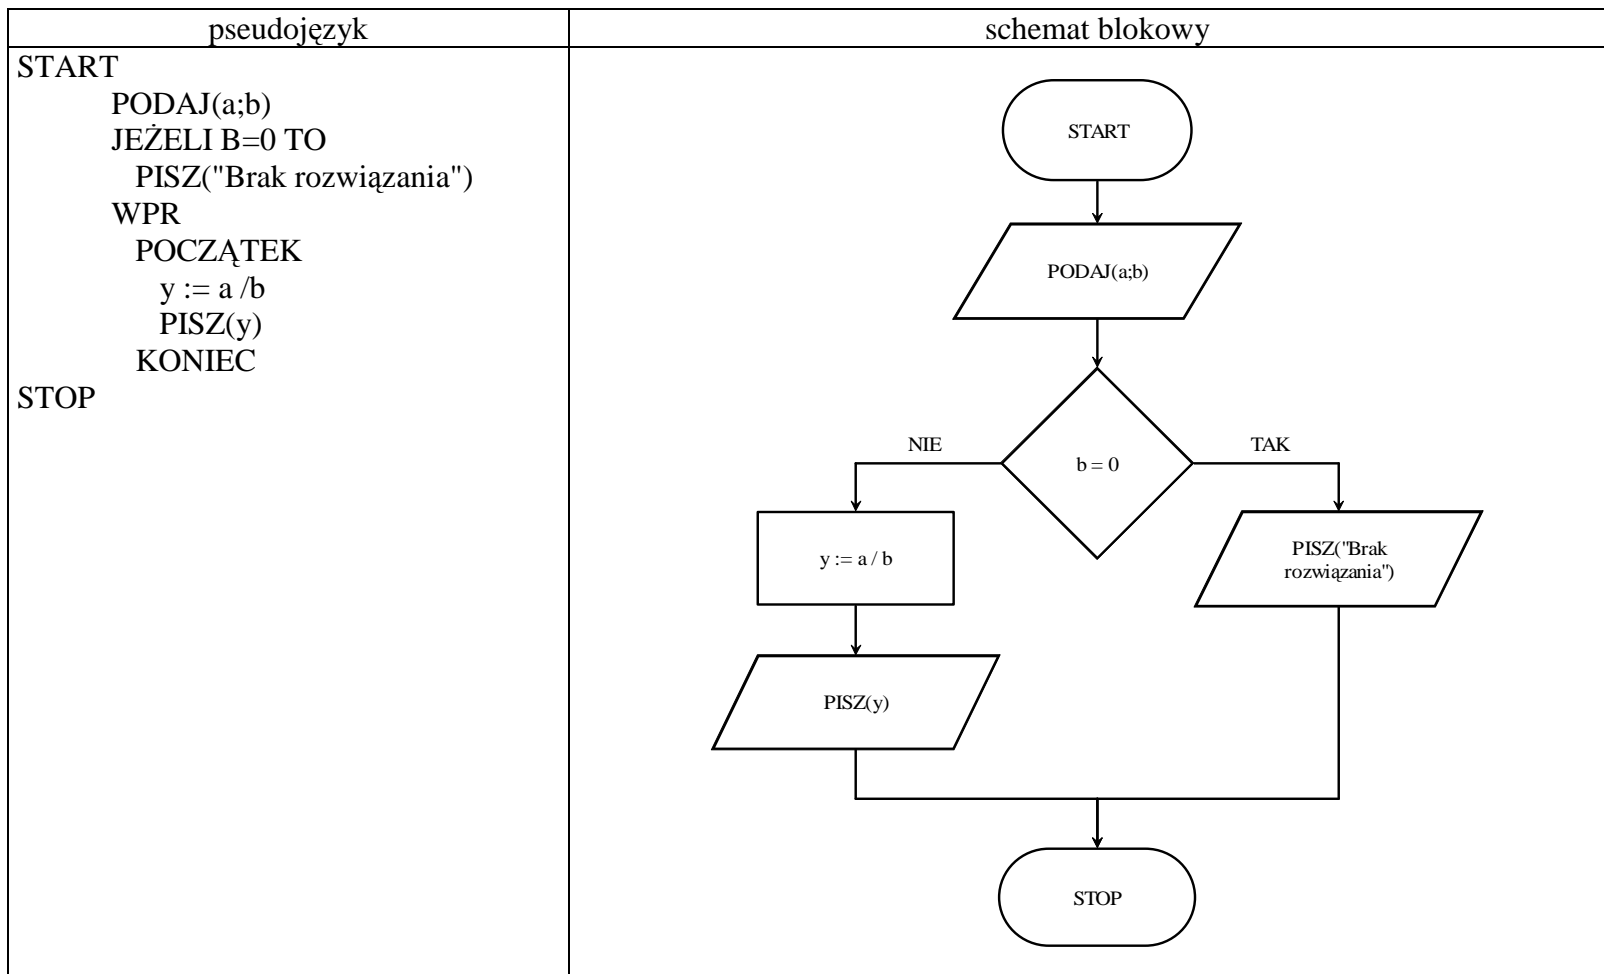 pseudojęzyk
schemat blokowy
START
PODAJ(a;b)
JEŻELI B=0 TO
PISZ("Brak rozwiązania")
WPR
POCZĄTEK
y := a /b
PISZ(y)
KONIEC
STOP
START
PODAJ(a;b)
NIE
b = 0
TAK
y := a / b
PISZ("Brak
rozwiązania")
PISZ(y)
STOP